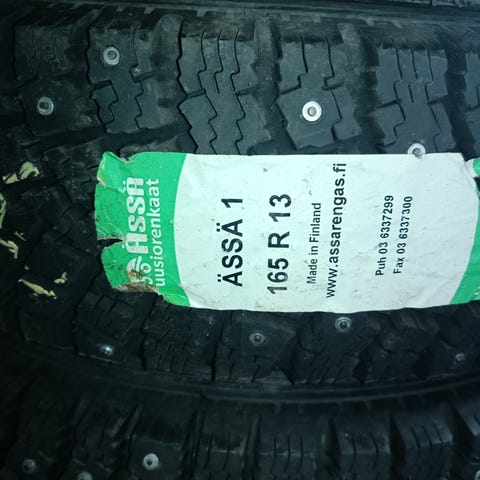 ÄSSÄ
uusiorenkaat
ÄSSÄ 1
165 R 13
Made in Finland
www.assarengas.fi
Puh 03 6337299
Fax 03 6337300